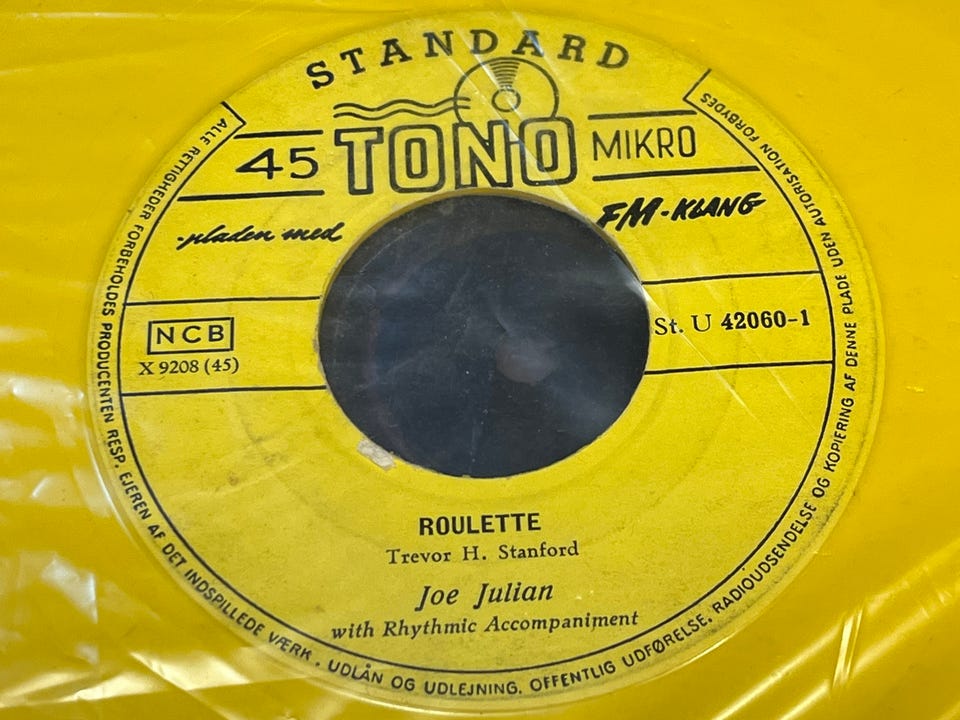 STANDARD
45 TONO MIKRO
-pladen med FM-KLANG
NCB
X 9208 (45)
St. U 42060-1
ROULETTE
Trevor H. Stanford
Joe Julian
with Rhythmic Accompaniment
ALLE RETTIGHEDER FORBEHOLDES PRODUCENTEN RESP. EJEREN AF DET INDSPILLEDE VÆRK. UDLÅN OG UDLEJNING, OFFENTLIG UDFØRELSE, RADIOUDSENDELSE OG KOPIERING AF DENNE PLADE UDEN AUTORISATION FORBYDES